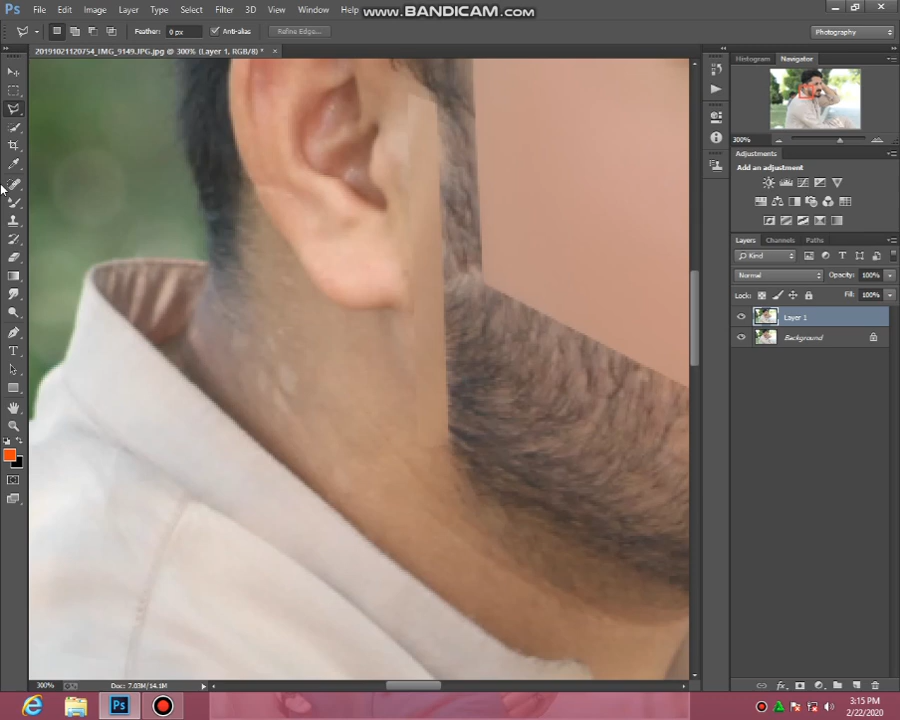 Ps File Edit Image Layer Type Select Filter 3D View Window Help www.BANDICAM.com
Feather: 0 px Anti-alias Refine Edge... Photography
20191021120754_IMG_9149.JPG.jpg @ 300% (Layer 1, RGB/8) * ×
Histogram Navigator
300%
Adjustments
Add an adjustment
Layers Channels Paths
Kind
Normal Opacity: 100%
Lock: Fill: 100%
Layer 1
Background
T
300% Doc: 7.03M/14.1M
Ps 3:15 PM
2/22/2020